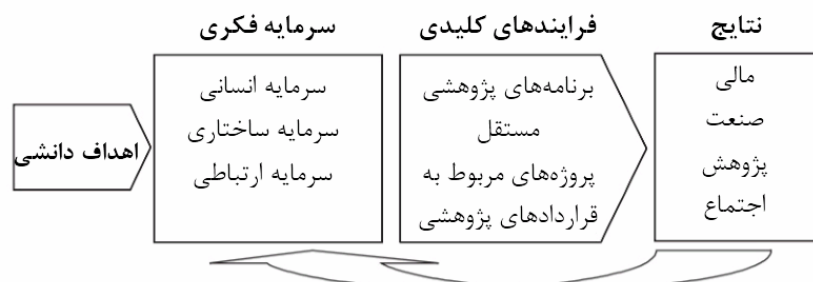 نتایج
فرایندهای کلیدی
سرمایه فکری
مالی
صنعت
پژوهش
اجتماع
برنامه‌های پژوهشی
مستقل
پروژه‌های مربوط به
قراردادهای پژوهشی
سرمایه انسانی
سرمایه ساختاری
سرمایه ارتباطی
اهداف دانشی